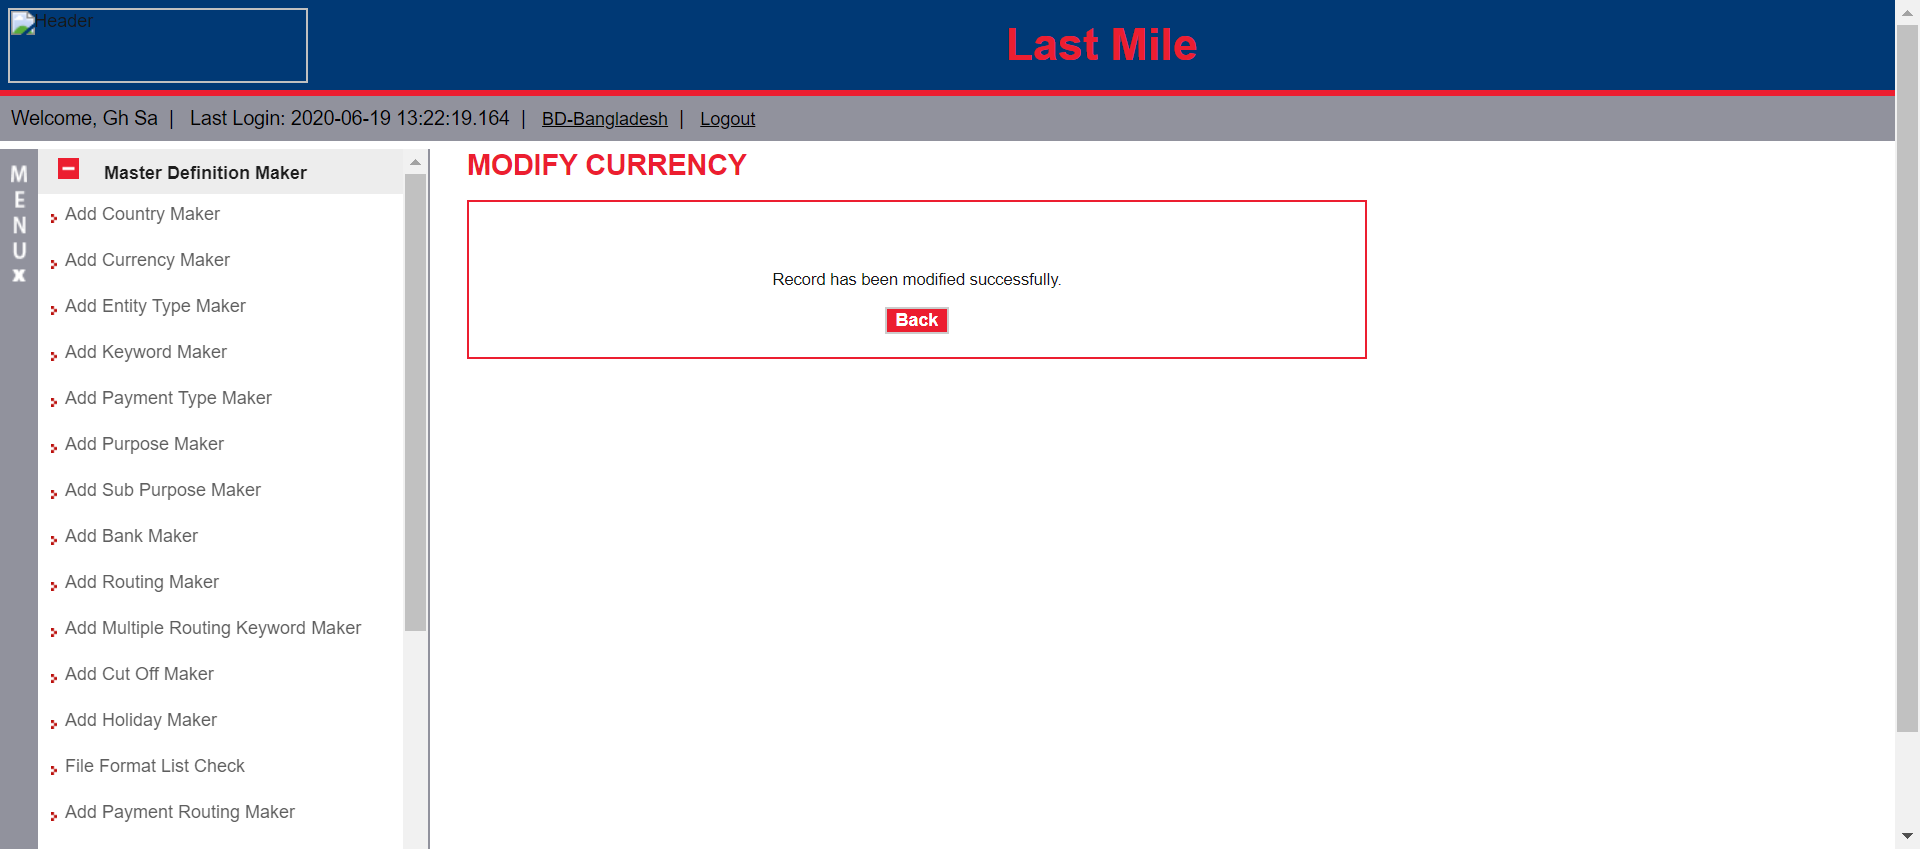 Header
Last Mile
Welcome, Gh Sa | Last Login: 2020-06-19 13:22:19.164 | BD-Bangladesh | Logout
MENU
x
Master Definition Maker
Add Country Maker
Add Currency Maker
Add Entity Type Maker
Add Keyword Maker
Add Payment Type Maker
Add Purpose Maker
Add Sub Purpose Maker
Add Bank Maker
Add Routing Maker
Add Multiple Routing Keyword Maker
Add Cut Off Maker
Add Holiday Maker
File Format List Check
Add Payment Routing Maker
MODIFY CURRENCY
Record has been modified successfully.
Back